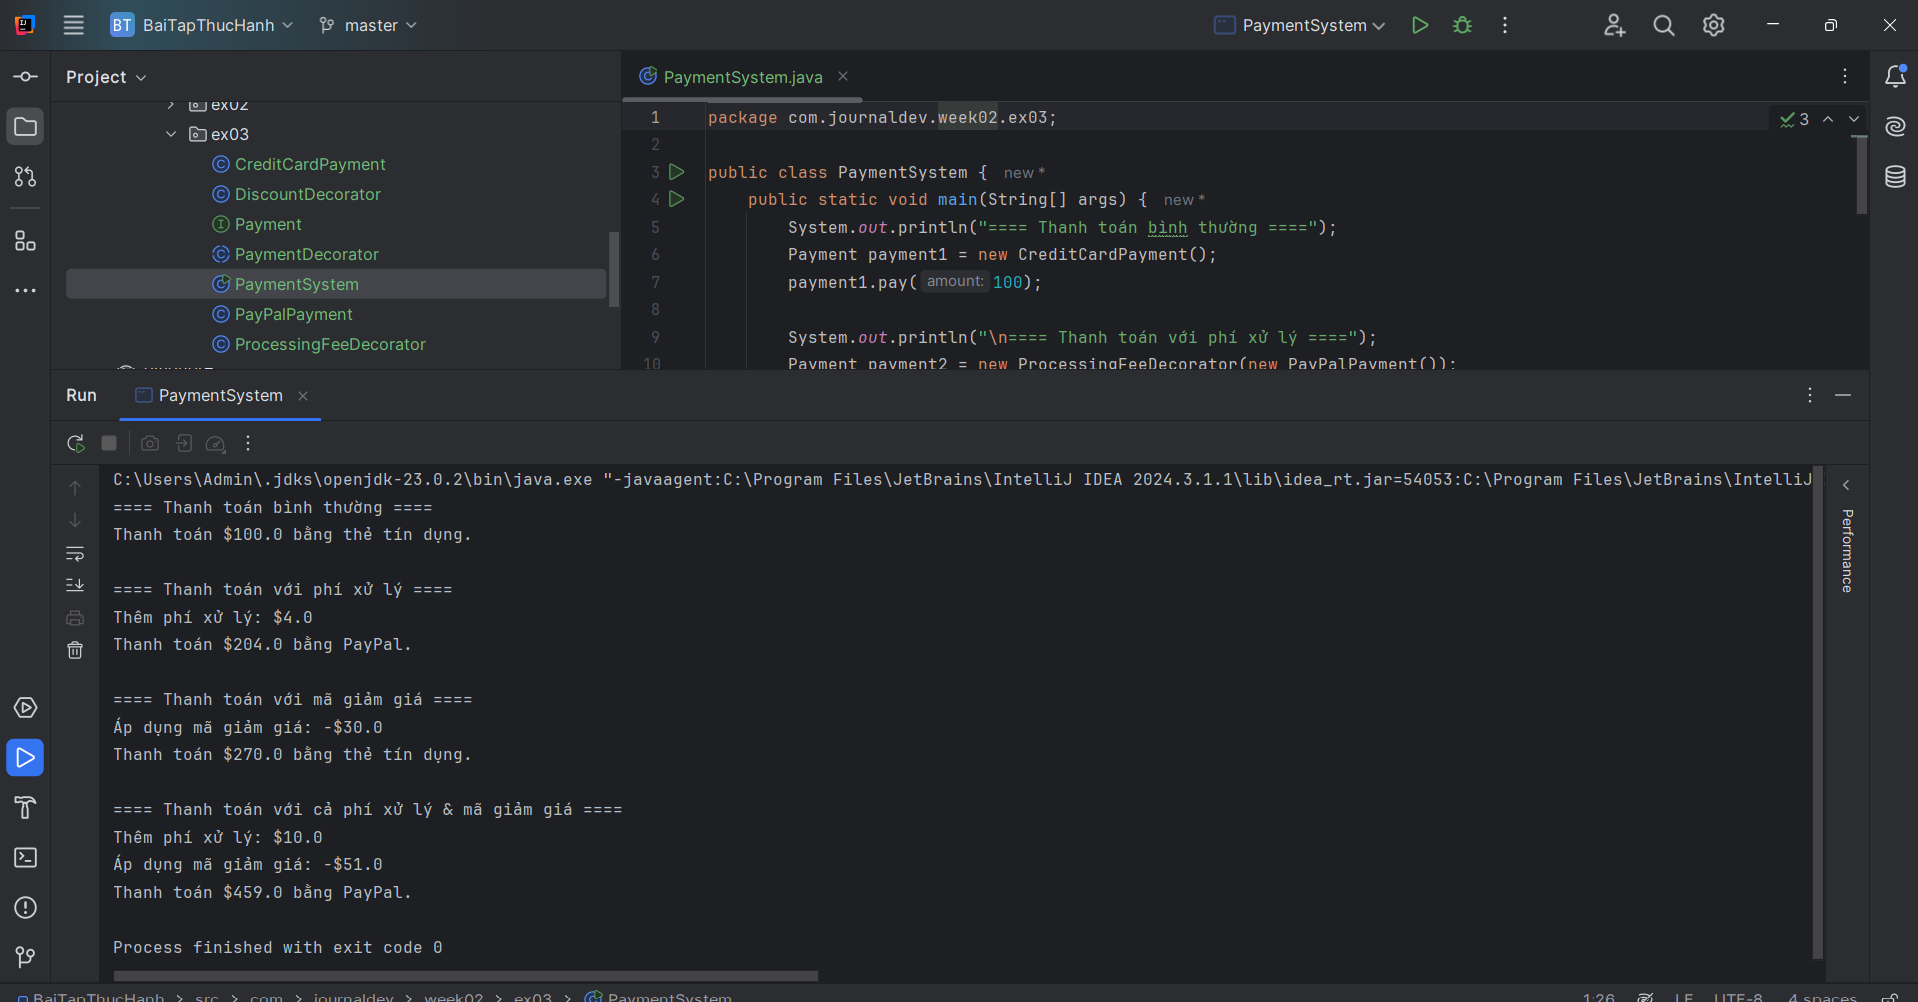 BT BaiTapThucHanh master PaymentSystem
Project
PaymentSystem.java
ex02
ex03
CreditCardPayment
DiscountDecorator
Payment
PaymentDecorator
PaymentSystem
PayPalPayment
ProcessingFeeDecorator
3
1 package com.journaldev.week02.ex03;
2
3 public class PaymentSystem { new *
4 public static void main(String[] args) { new *
5 System.out.println("==== Thanh toán bình thường ====");
6 Payment payment1 = new CreditCardPayment();
7 payment1.pay( amount: 100);
8
9 System.out.println("\n==== Thanh toán với phí xử lý ====");
10 Payment payment2 = new ProcessingFeeDecorator(new PayPalPayment());
Run PaymentSystem
C:\Users\Admin\.jdks\openjdk-23.0.2\bin\java.exe "-javaagent:C:\Program Files\JetBrains\IntelliJ IDEA 2024.3.1.1\lib\idea_rt.jar=54053:C:\Program Files\JetBrains\IntelliJ
==== Thanh toán bình thường ====
Thanh toán $100.0 bằng thẻ tín dụng.
==== Thanh toán với phí xử lý ====
Thêm phí xử lý: $4.0
Thanh toán $204.0 bằng PayPal.
==== Thanh toán với mã giảm giá ====
Áp dụng mã giảm giá: -$30.0
Thanh toán $270.0 bằng thẻ tín dụng.
==== Thanh toán với cả phí xử lý & mã giảm giá ====
Thêm phí xử lý: $10.0
Áp dụng mã giảm giá: -$51.0
Thanh toán $459.0 bằng PayPal.
Process finished with exit code 0
Performance
BaiTapThucHanh > src > com > journaldev > week02 > ex03 > PaymentSystem
1:26 LF UTF-8 4 spaces